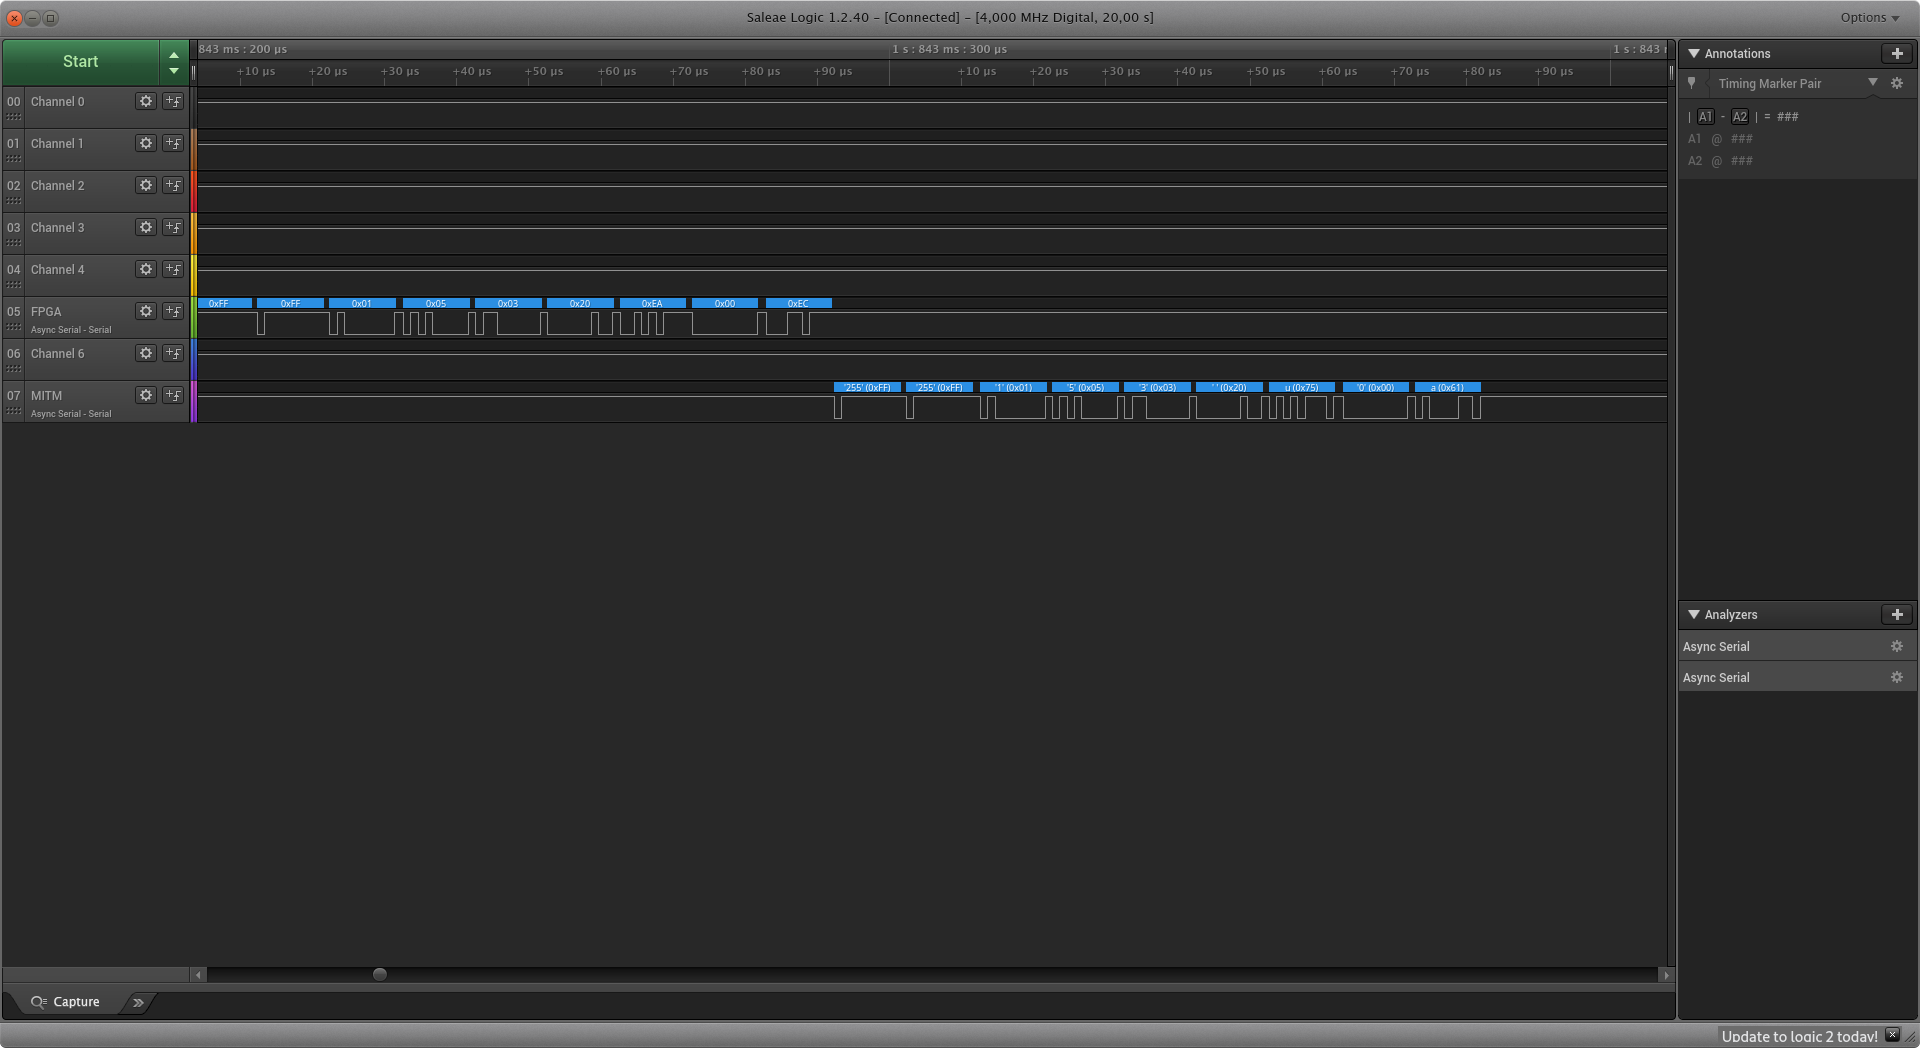 Saleae Logic 1.2.40 – [Connected] – [4,000 MHz Digital, 20,00 s]
Options
Start
843 ms : 200 µs
1 s : 843 ms : 300 µs
1 s : 843
+10 µs +20 µs +30 µs +40 µs +50 µs +60 µs +70 µs +80 µs +90 µs +10 µs +20 µs +30 µs +40 µs +50 µs +60 µs +70 µs +80 µs +90 µs
00 Channel 0
01 Channel 1
02 Channel 2
03 Channel 3
04 Channel 4
05 FPGA
Async Serial - Serial
0xFF 0xFF 0x01 0x05 0x03 0x20 0xEA 0x00 0xEC
06 Channel 6
07 MITM
Async Serial - Serial
'255' (0xFF) '255' (0xFF) '1' (0x01) '5' (0x05) '3' (0x03) ' ' (0x20) u (0x75) '0' (0x00) a (0x61)
Annotations
Timing Marker Pair
| A1 - A2 | = ###
A1 @ ###
A2 @ ###
Analyzers
Async Serial
Async Serial
Capture
Update to logic 2 today!